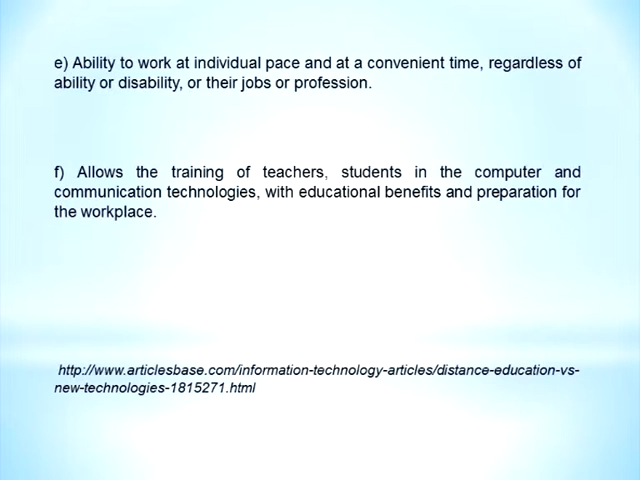 e) Ability to work at individual pace and at a convenient time, regardless of
ability or disability, or their jobs or profession.
f) Allows the training of teachers, students in the computer and
communication technologies, with educational benefits and preparation for
the workplace.
http://www.articlesbase.com/information-technology-articles/distance-education-vs-
new-technologies-1815271.html